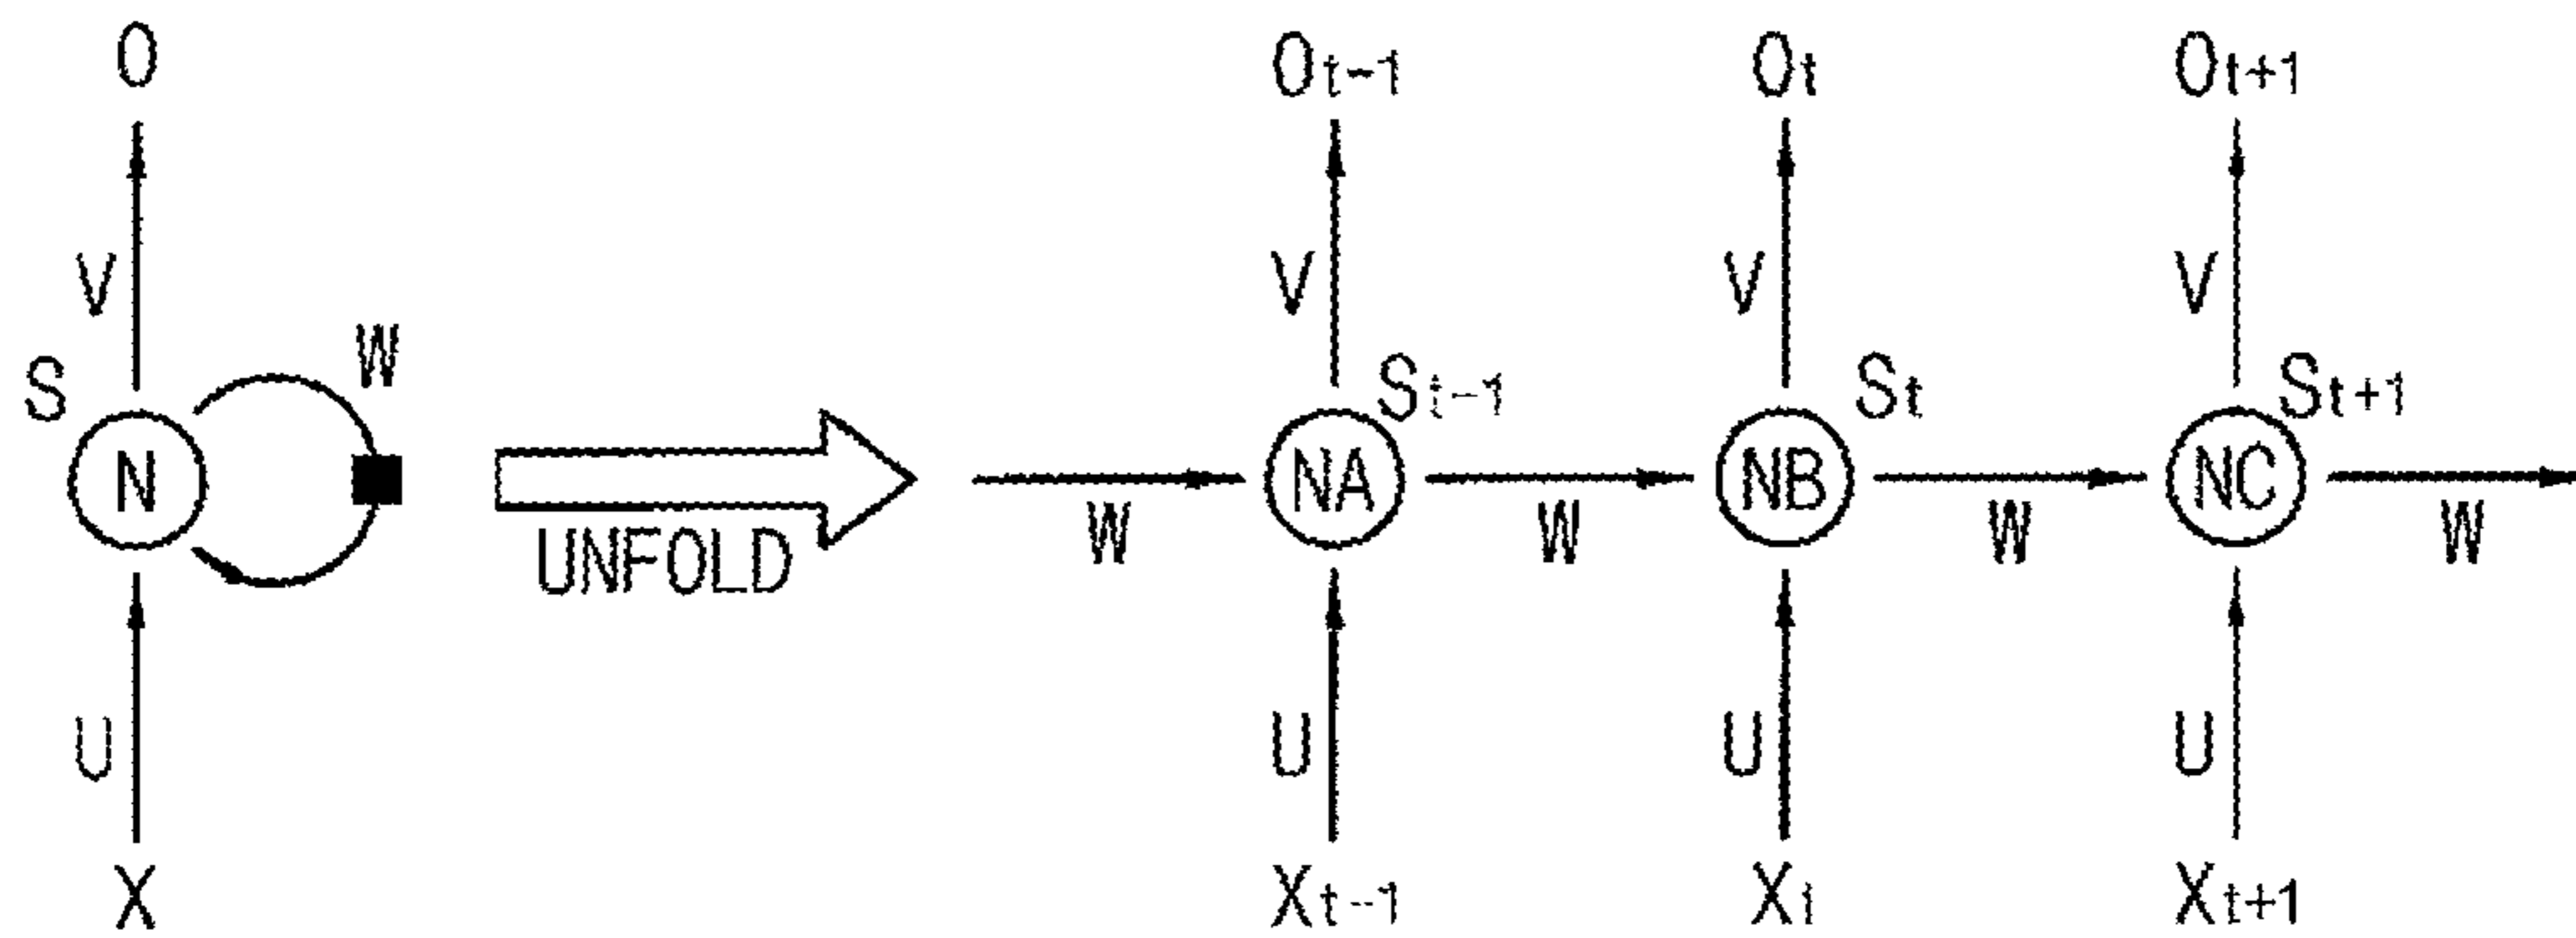 O Ot-1 Ot Ot+1
V V V V
W
S St-1 St St+1
N NA NB NC
W W W W
UNFOLD
U U U U
X Xt-1 Xt Xt+1